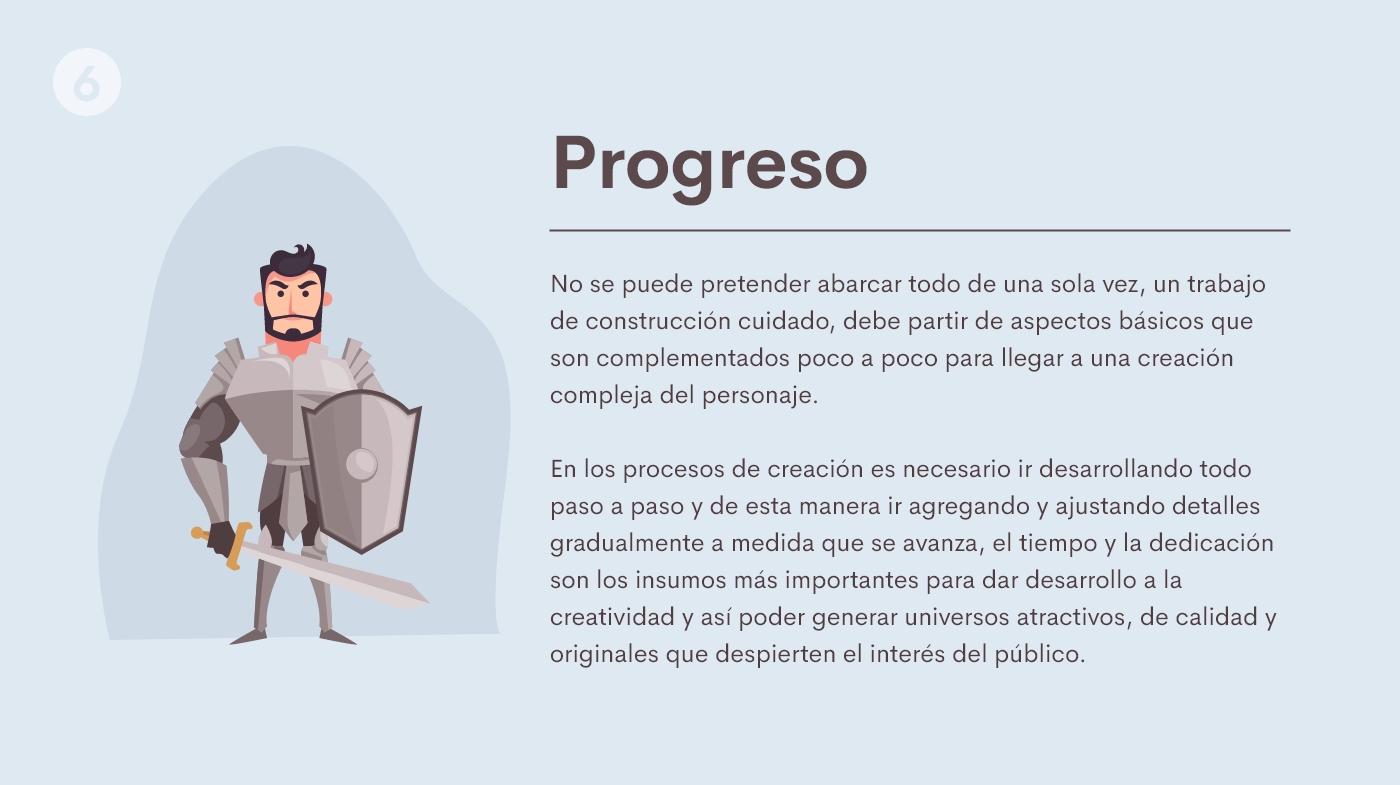 6
Progreso
No se puede pretender abarcar todo de una sola vez, un trabajo
de construcción cuidado, debe partir de aspectos básicos que
son complementados poco a poco para llegar a una creación
compleja del personaje.
En los procesos de creación es necesario ir desarrollando todo
paso a paso y de esta manera ir agregando y ajustando detalles
gradualmente a medida que se avanza, el tiempo y la dedicación
son los insumos más importantes para dar desarrollo a la
creatividad y así poder generar universos atractivos, de calidad y
originales que despierten el interés del público.